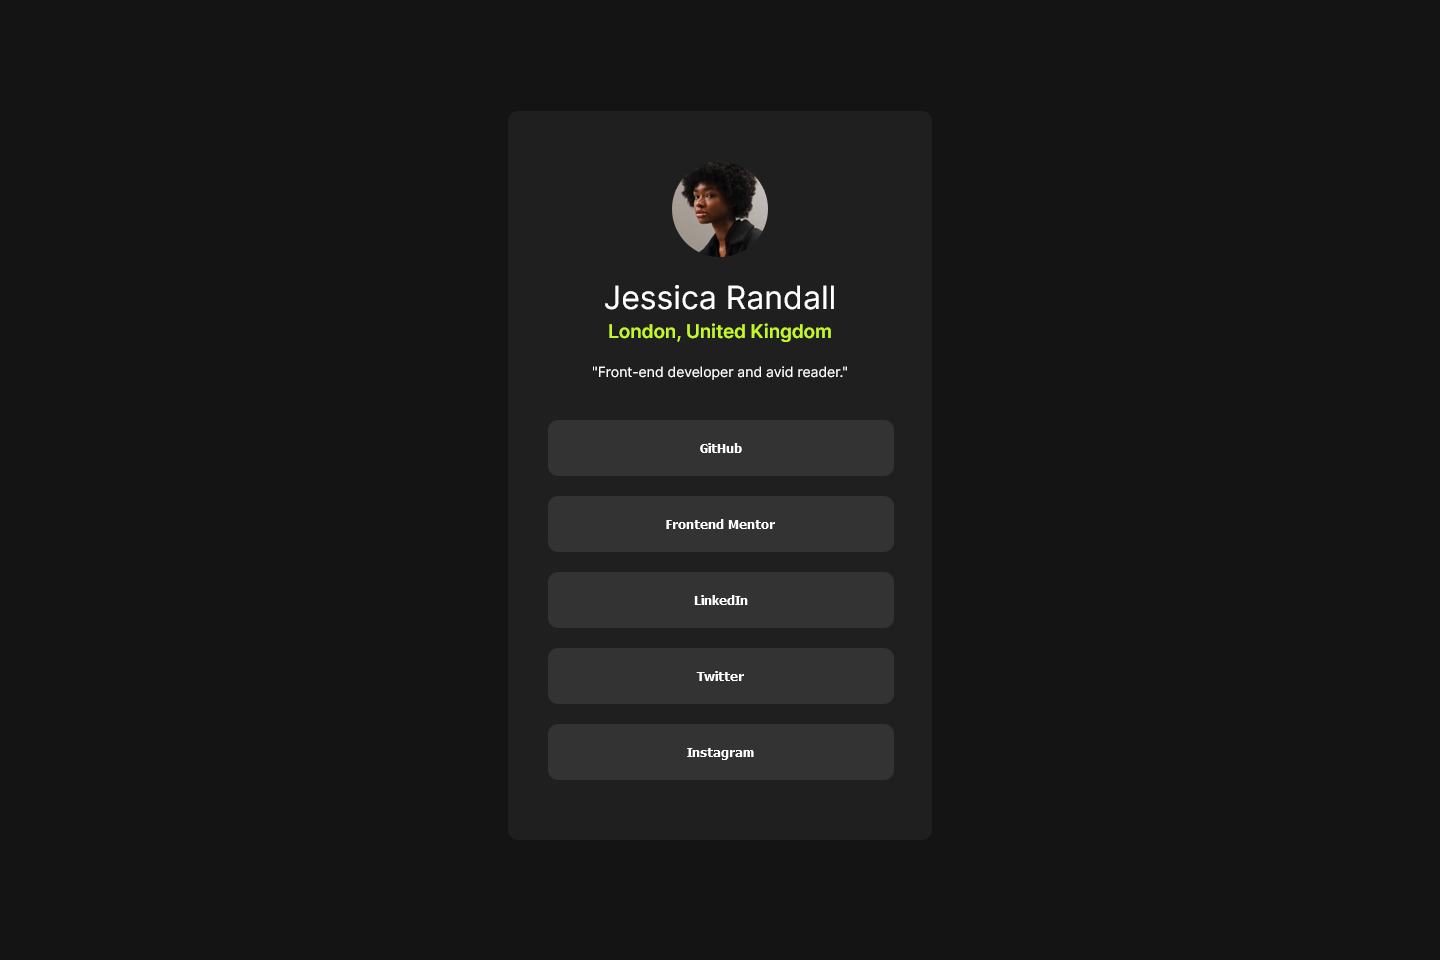 Jessica Randall
London, United Kingdom
"Front-end developer and avid reader."
GitHub
Frontend Mentor
LinkedIn
Twitter
Instagram